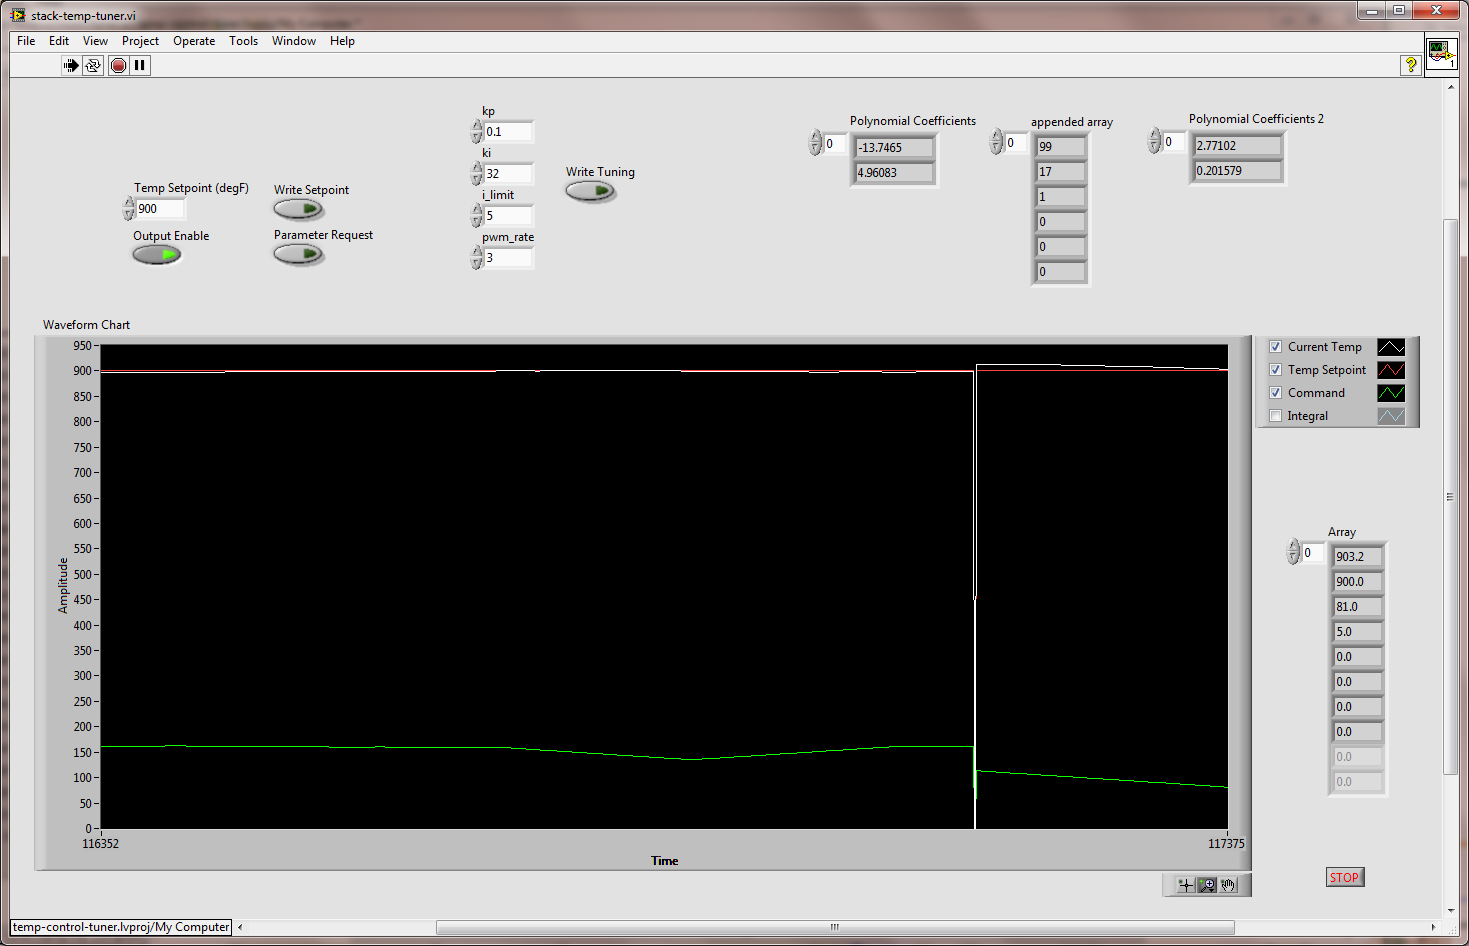 stack-temp-tuner.vi
File Edit View Project Operate Tools Window Help
1
kp
0.1
ki
32
i_limit
5
pwm_rate
3
Write Tuning
Temp Setpoint (degF)
900
Write Setpoint
Output Enable
Parameter Request
Polynomial Coefficients
0
-13.7465
4.96083
appended array
0
99
17
1
0
0
0
Polynomial Coefficients 2
0
2.77102
0.201579
Waveform Chart
950
900
850
800
750
700
650
600
550
500
450
400
350
300
250
200
150
100
50
0
Amplitude
116352
117375
Time
Current Temp
Temp Setpoint
Command
Integral
Array
0
903.2
900.0
81.0
5.0
0.0
0.0
0.0
0.0
0.0
0.0
STOP
temp-control-tuner.lvproj/My Computer